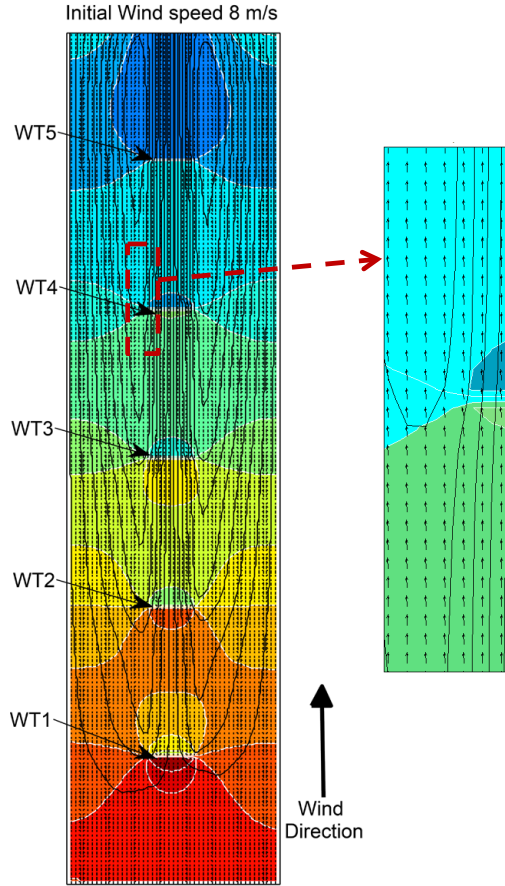 Initial Wind speed 8 m/s
WT5
WT4
WT3
WT2
WT1
Wind
Direction